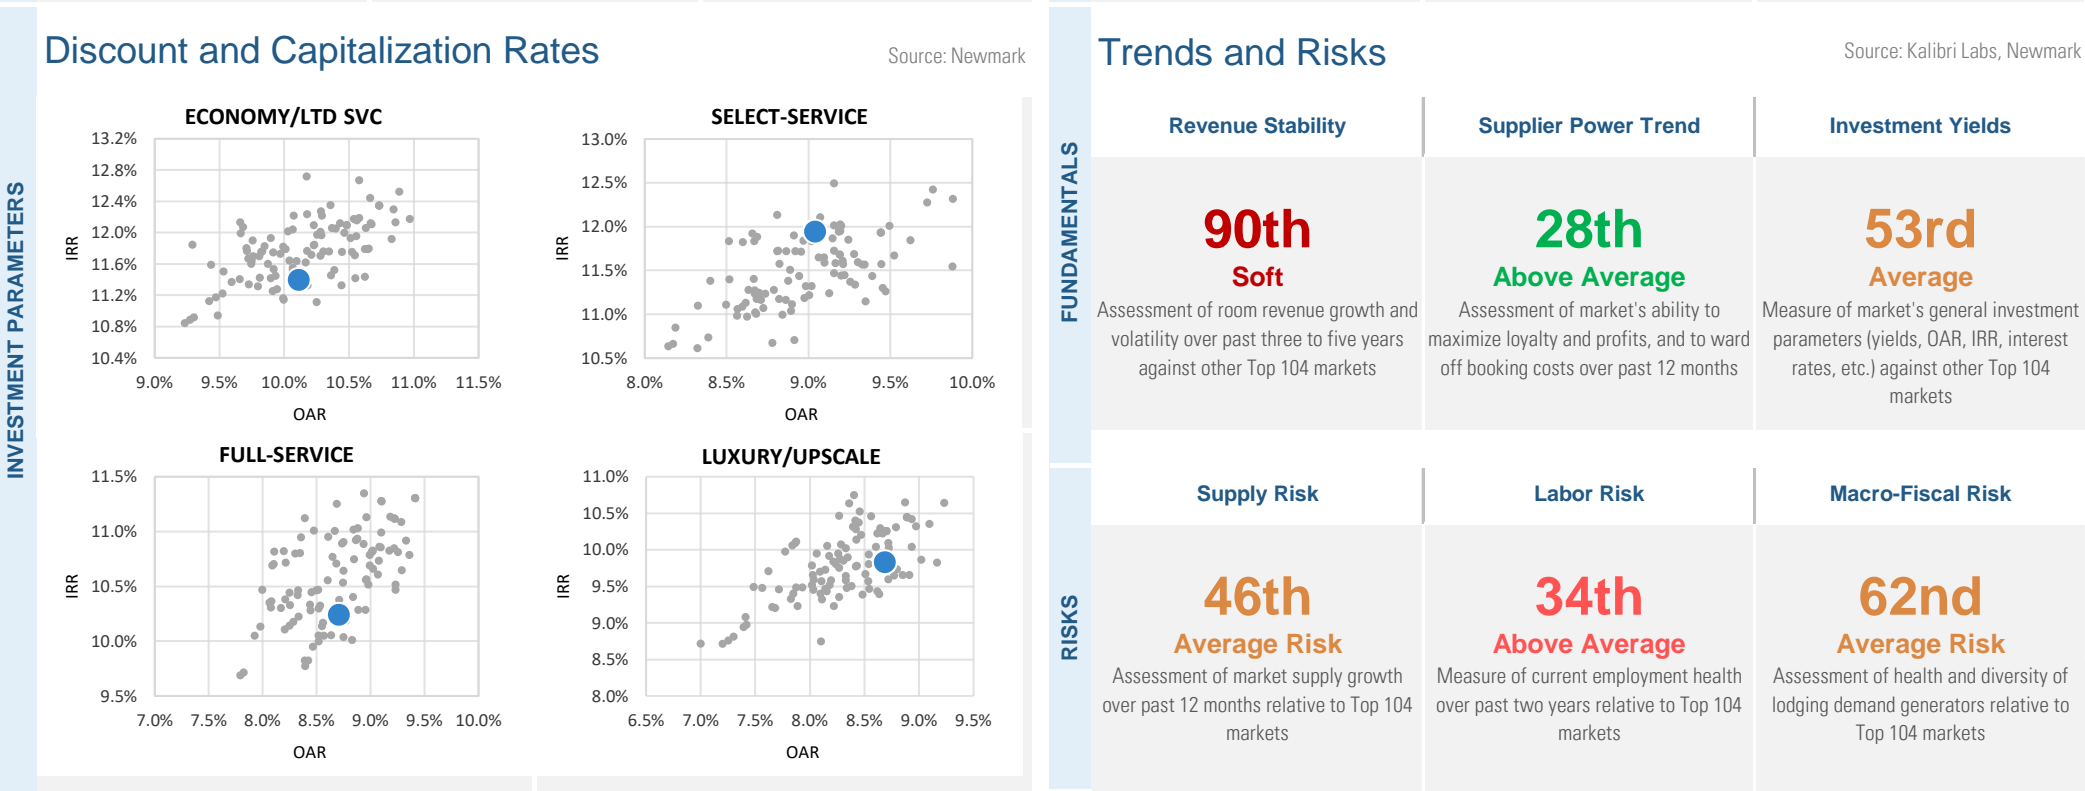 Discount and Capitalization Rates
Source: Newmark
INVESTMENT PARAMETERS
ECONOMY/LTD SVC
13.2%
12.8%
12.4%
12.0%
11.6%
11.2%
10.8%
10.4%
IRR
9.0%
9.5%
10.0%
10.5%
11.0%
11.5%
OAR
SELECT-SERVICE
13.0%
12.5%
12.0%
11.5%
11.0%
10.5%
IRR
8.0%
8.5%
9.0%
9.5%
10.0%
OAR
FULL-SERVICE
11.5%
11.0%
10.5%
10.0%
9.5%
IRR
7.0%
7.5%
8.0%
8.5%
9.0%
9.5%
10.0%
OAR
LUXURY/UPSCALE
11.0%
10.5%
10.0%
9.5%
9.0%
8.5%
8.0%
IRR
6.5%
7.0%
7.5%
8.0%
8.5%
9.0%
9.5%
OAR
Trends and Risks
Source: Kalibri Labs, Newmark
FUNDAMENTALS
Revenue Stability
90th
Soft
Assessment of room revenue growth and
volatility over past three to five years
against other Top 104 markets
Supplier Power Trend
28th
Above Average
Assessment of market's ability to
maximize loyalty and profits, and to ward
off booking costs over past 12 months
Investment Yields
53rd
Average
Measure of market's general investment
parameters (yields, OAR, IRR, interest
rates, etc.) against other Top 104
markets
RISKS
Supply Risk
46th
Average Risk
Assessment of market supply growth
over past 12 months relative to Top 104
markets
Labor Risk
34th
Above Average
Measure of current employment health
over past two years relative to Top 104
markets
Macro-Fiscal Risk
62nd
Average Risk
Assessment of health and diversity of
lodging demand generators relative to
Top 104 markets